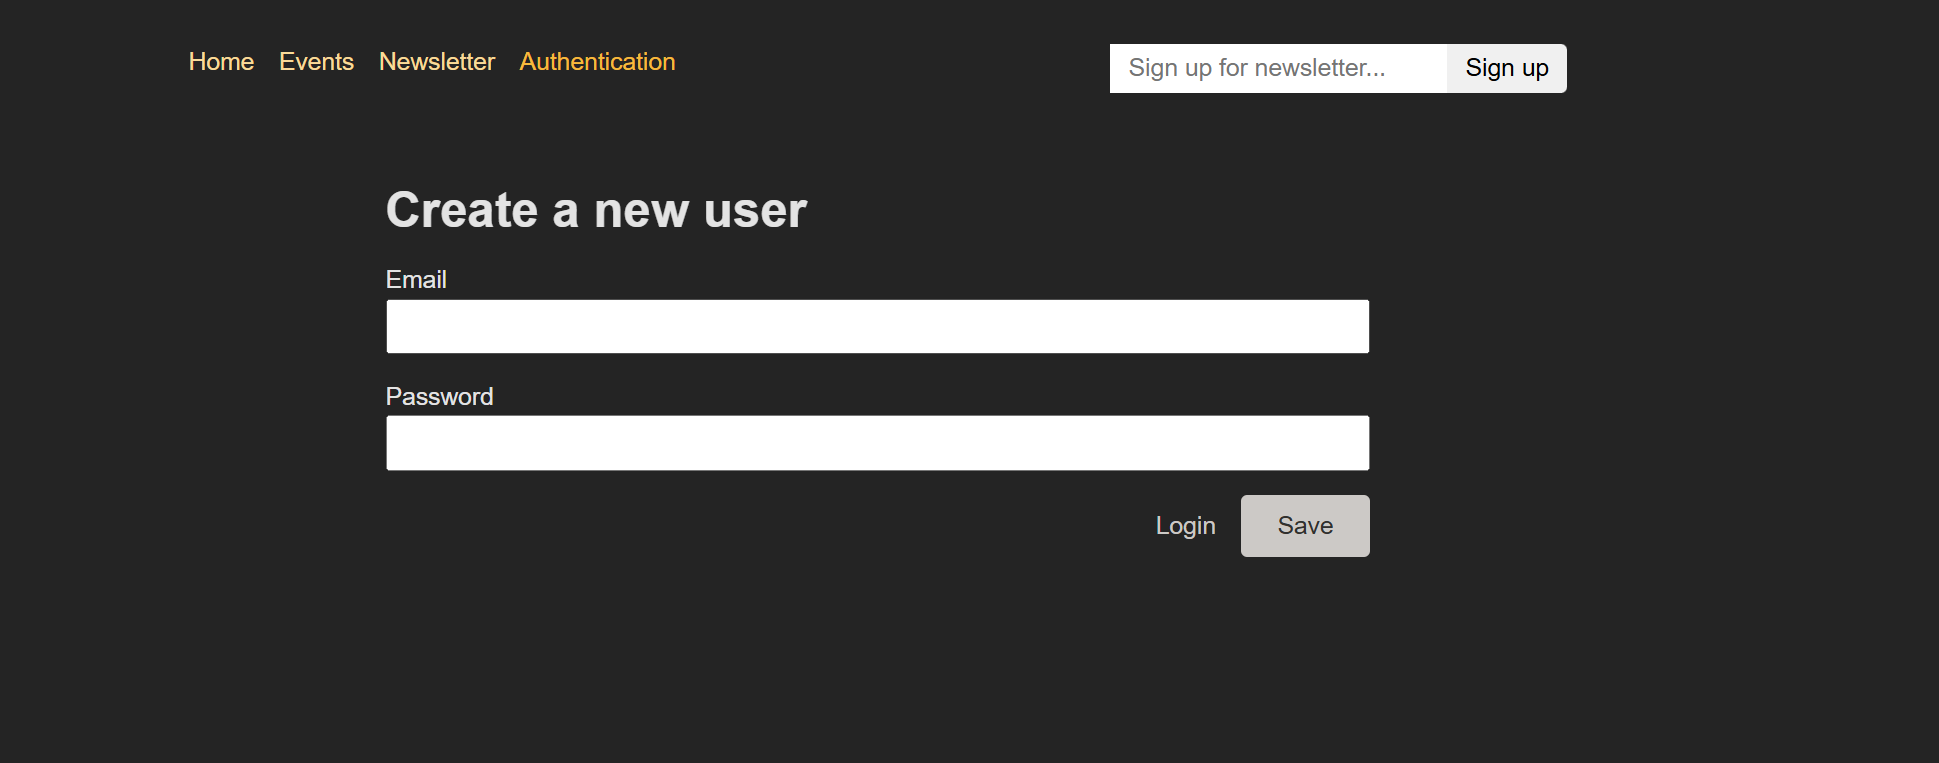 Home Events Newsletter Authentication
Sign up for newsletter... Sign up
Create a new user
Email
Password
Login Save